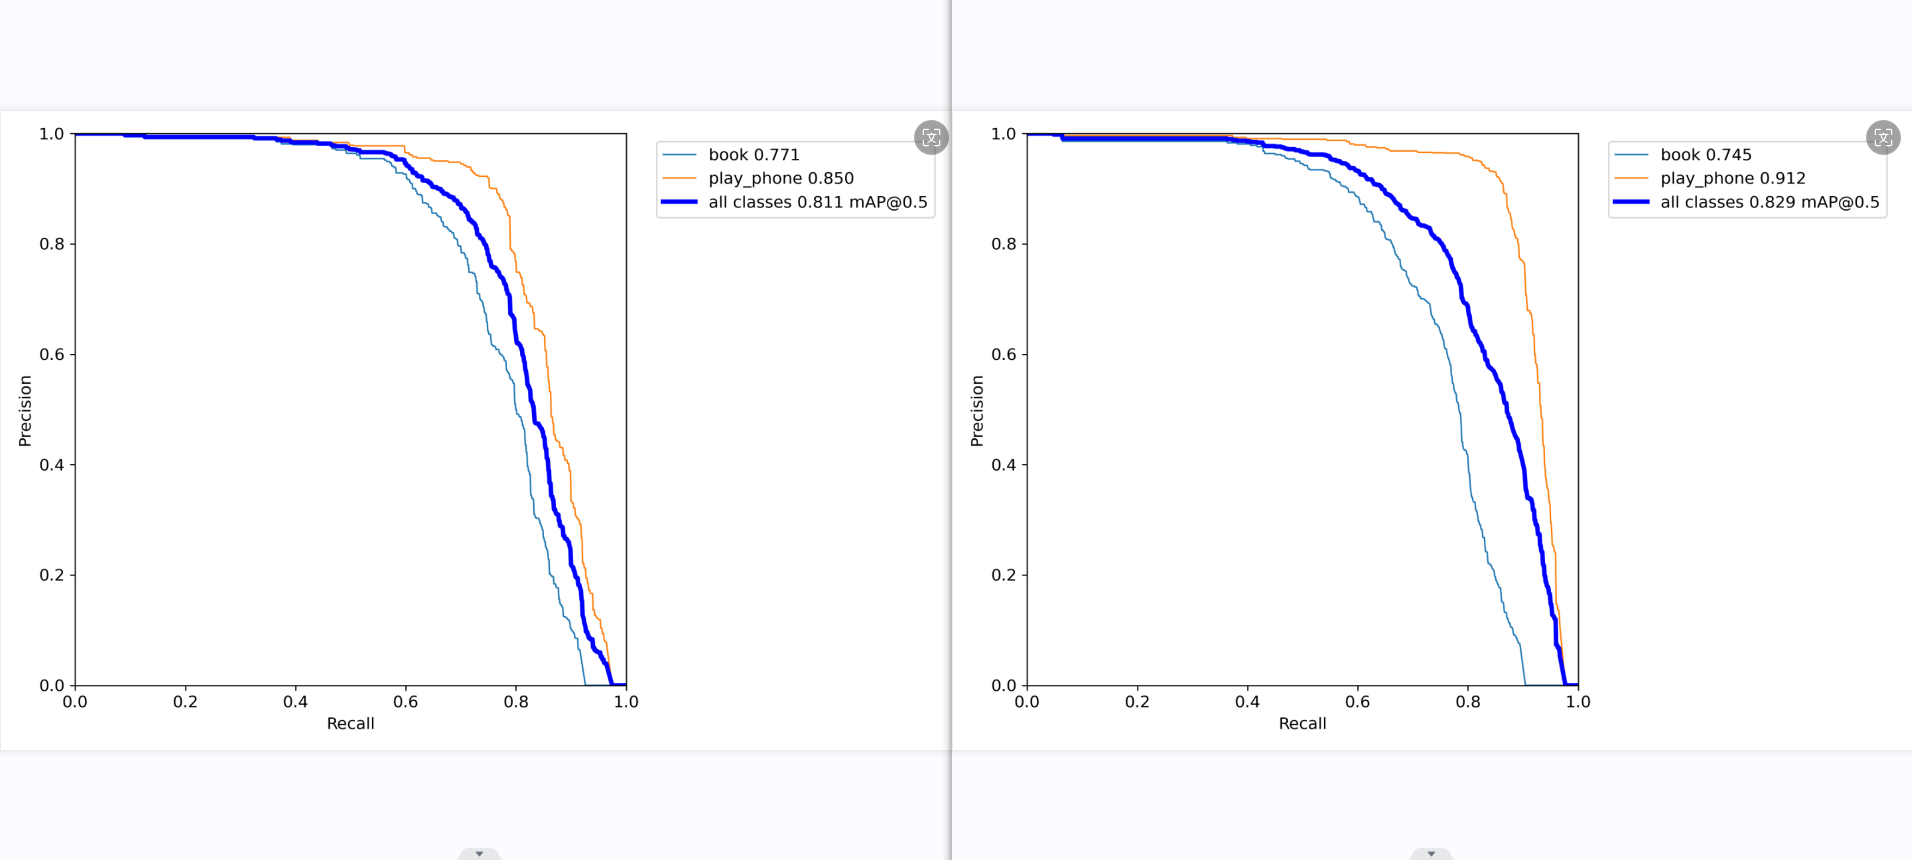 book 0.771
play_phone 0.850
all classes 0.811 mAP@0.5
1.0
0.8
0.6
0.4
0.2
0.0
Precision
0.0 0.2 0.4 0.6 0.8 1.0
Recall
book 0.745
play_phone 0.912
all classes 0.829 mAP@0.5
1.0
0.8
0.6
0.4
0.2
0.0
Precision
0.0 0.2 0.4 0.6 0.8 1.0
Recall